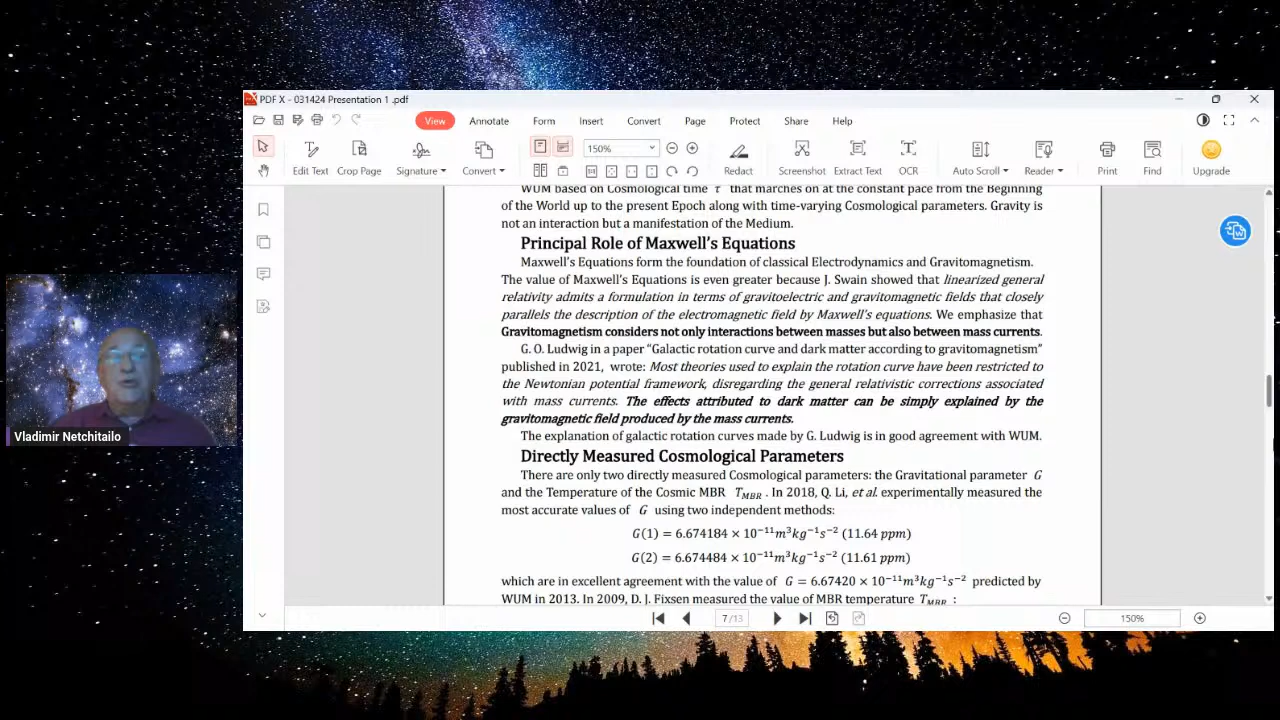 PDF X - 031424 Presentation 1 .pdf
View Annotate Form Insert Convert Page Protect Share Help
150%
Edit Text Crop Page Signature Convert Redact Screenshot Extract Text OCR Auto Scroll Reader Print Find Upgrade
WUM based on Cosmological time τ that marches on at the constant pace from the Beginning
of the World up to the present Epoch along with time-varying Cosmological parameters. Gravity is
not an interaction but a manifestation of the Medium.
Principal Role of Maxwell's Equations
Maxwell's Equations form the foundation of classical Electrodynamics and Gravitomagnetism.
The value of Maxwell's Equations is even greater because J. Swain showed that linearized general
relativity admits a formulation in terms of gravitoelectric and gravitomagnetic fields that closely
parallels the description of the electromagnetic field by Maxwell's equations. We emphasize that
Gravitomagnetism considers not only interactions between masses but also between mass currents.
G. O. Ludwig in a paper "Galactic rotation curve and dark matter according to gravitomagnetism"
published in 2021, wrote: Most theories used to explain the rotation curve have been restricted to
the Newtonian potential framework, disregarding the general relativistic corrections associated
with mass currents. The effects attributed to dark matter can be simply explained by the
gravitomagnetic field produced by the mass currents.
The explanation of galactic rotation curves made by G. Ludwig is in good agreement with WUM.
Directly Measured Cosmological Parameters
There are only two directly measured Cosmological parameters: the Gravitational parameter G
and the Temperature of the Cosmic MBR T_MBR . In 2018, Q. Li, et al. experimentally measured the
most accurate values of G using two independent methods:
G(1) = 6.674184 × 10⁻¹¹m³kg⁻¹s⁻² (11.64 ppm)
G(2) = 6.674484 × 10⁻¹¹m³kg⁻¹s⁻² (11.61 ppm)
which are in excellent agreement with the value of G = 6.67420 × 10⁻¹¹m³kg⁻¹s⁻² predicted by
WUM in 2013. In 2009, D. J. Fixsen measured the value of MBR temperature T_MBR :
7 /13
150%
Vladimir Netchitailo